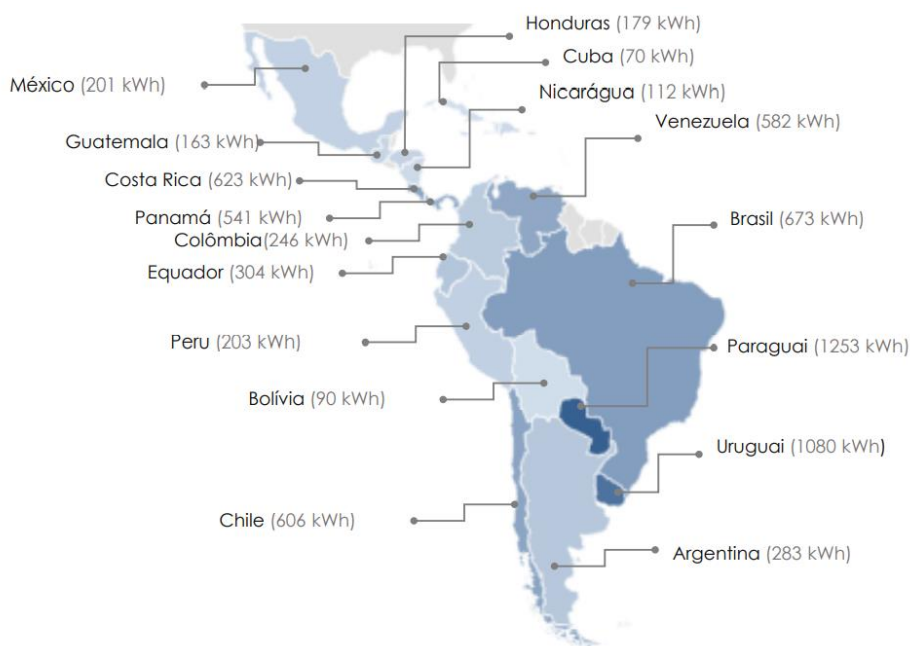 Honduras (179 kWh)
Cuba (70 kWh)
México (201 kWh)
Nicarágua (112 kWh)
Venezuela (582 kWh)
Guatemala (163 kWh)
Costa Rica (623 kWh)
Panamá (541 kWh)
Brasil (673 kWh)
Colômbia(246 kWh)
Equador (304 kWh)
Peru (203 kWh)
Paraguai (1253 kWh)
Bolívia (90 kWh)
Uruguai (1080 kWh)
Chile (606 kWh)
Argentina (283 kWh)